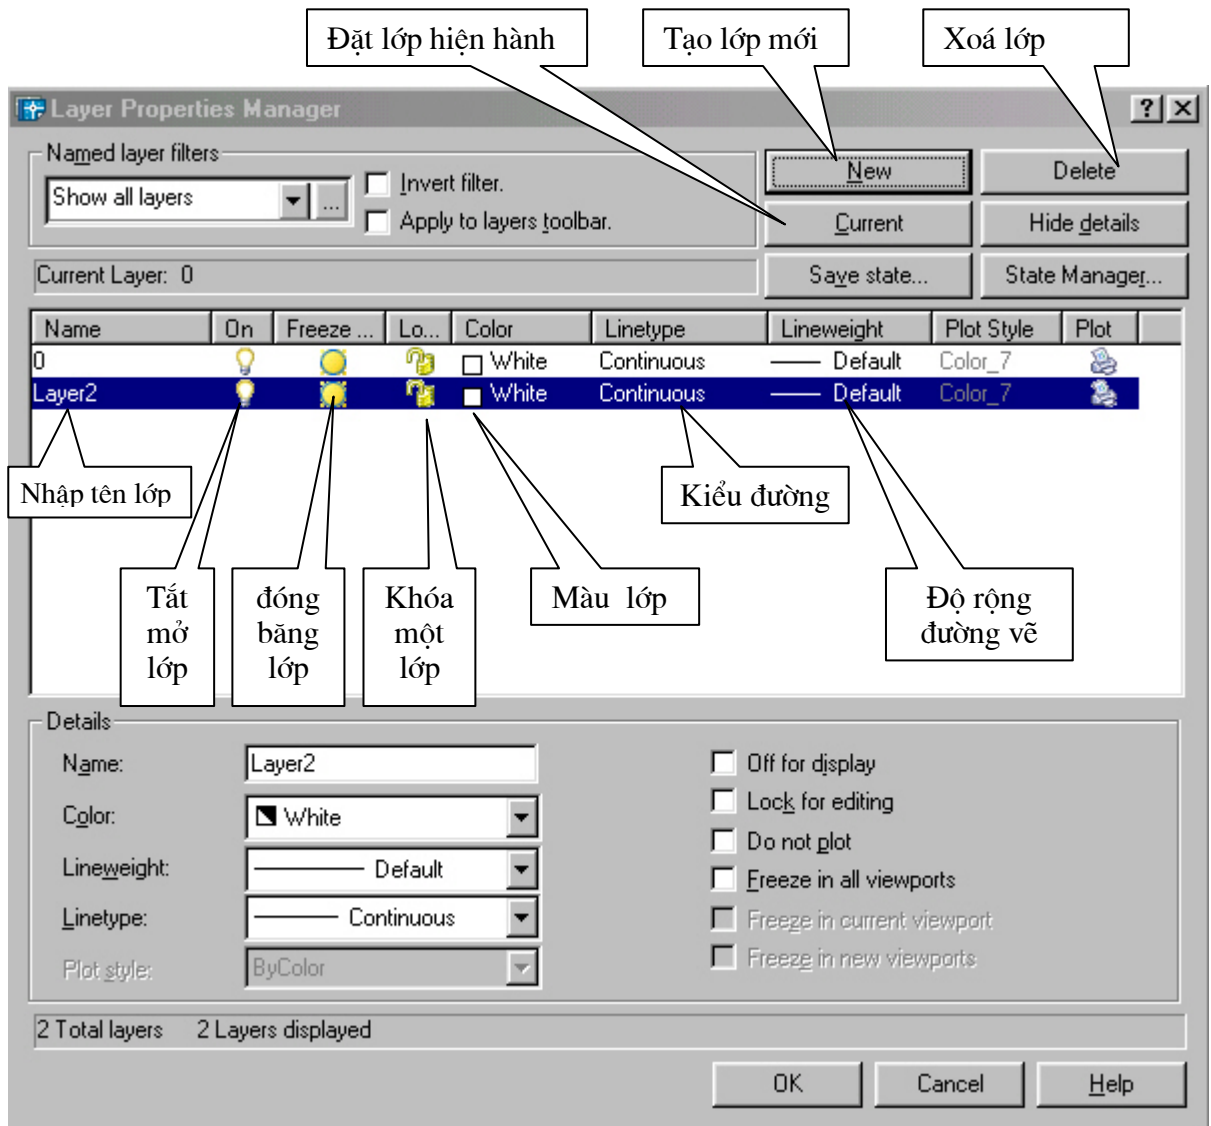 Đặt lớp hiện hành
Tạo lớp mới
Xoá lớp
Layer Properties Manager
Named layer filters
Show all layers
...
Invert filter.
Apply to layers toolbar.
New
Delete
Current
Hide details
Current Layer: 0
Save state...
State Manager...
Name On Freeze ... Lo... Color Linetype Lineweight Plot Style Plot
0 White Continuous Default Color_7
Layer2 White Continuous Default Color_7
Nhập tên lớp
Kiểu đường
Tắt
mở
lớp
đóng
băng
lớp
Khóa
một
lớp
Màu lớp
Độ rộng
đường vẽ
Details
Name: Layer2
Color: White
Lineweight: Default
Linetype: Continuous
Plot style: ByColor
Off for display
Lock for editing
Do not plot
Freeze in all viewports
Freeze in current viewport
Freeze in new viewports
2 Total layers 2 Layers displayed
OK Cancel Help